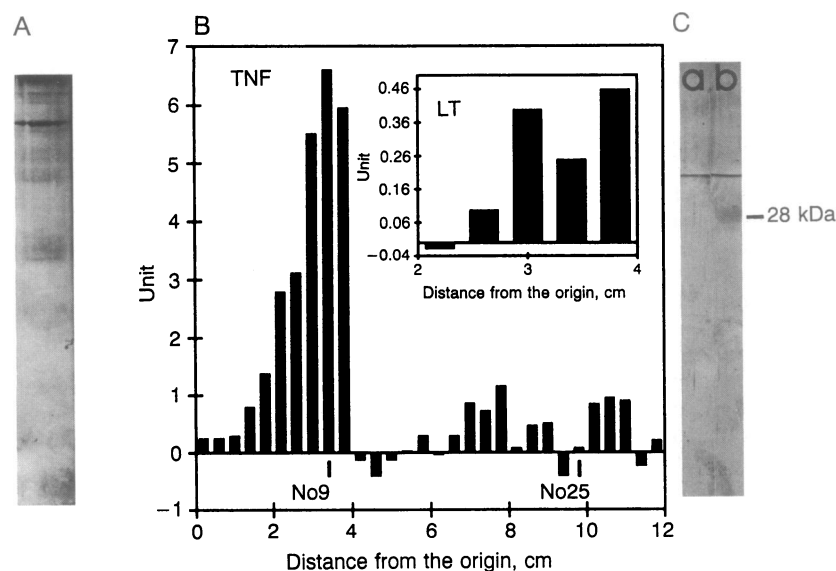 A
B
C
7
6
5
4
3
2
1
0
−1
Unit
TNF
0.46
0.36
0.26
0.16
0.06
−0.04
Unit
LT
2 3 4
Distance from the origin, cm
No9
No25
0 2 4 6 8 10 12
Distance from the origin, cm
a b
28 kDa